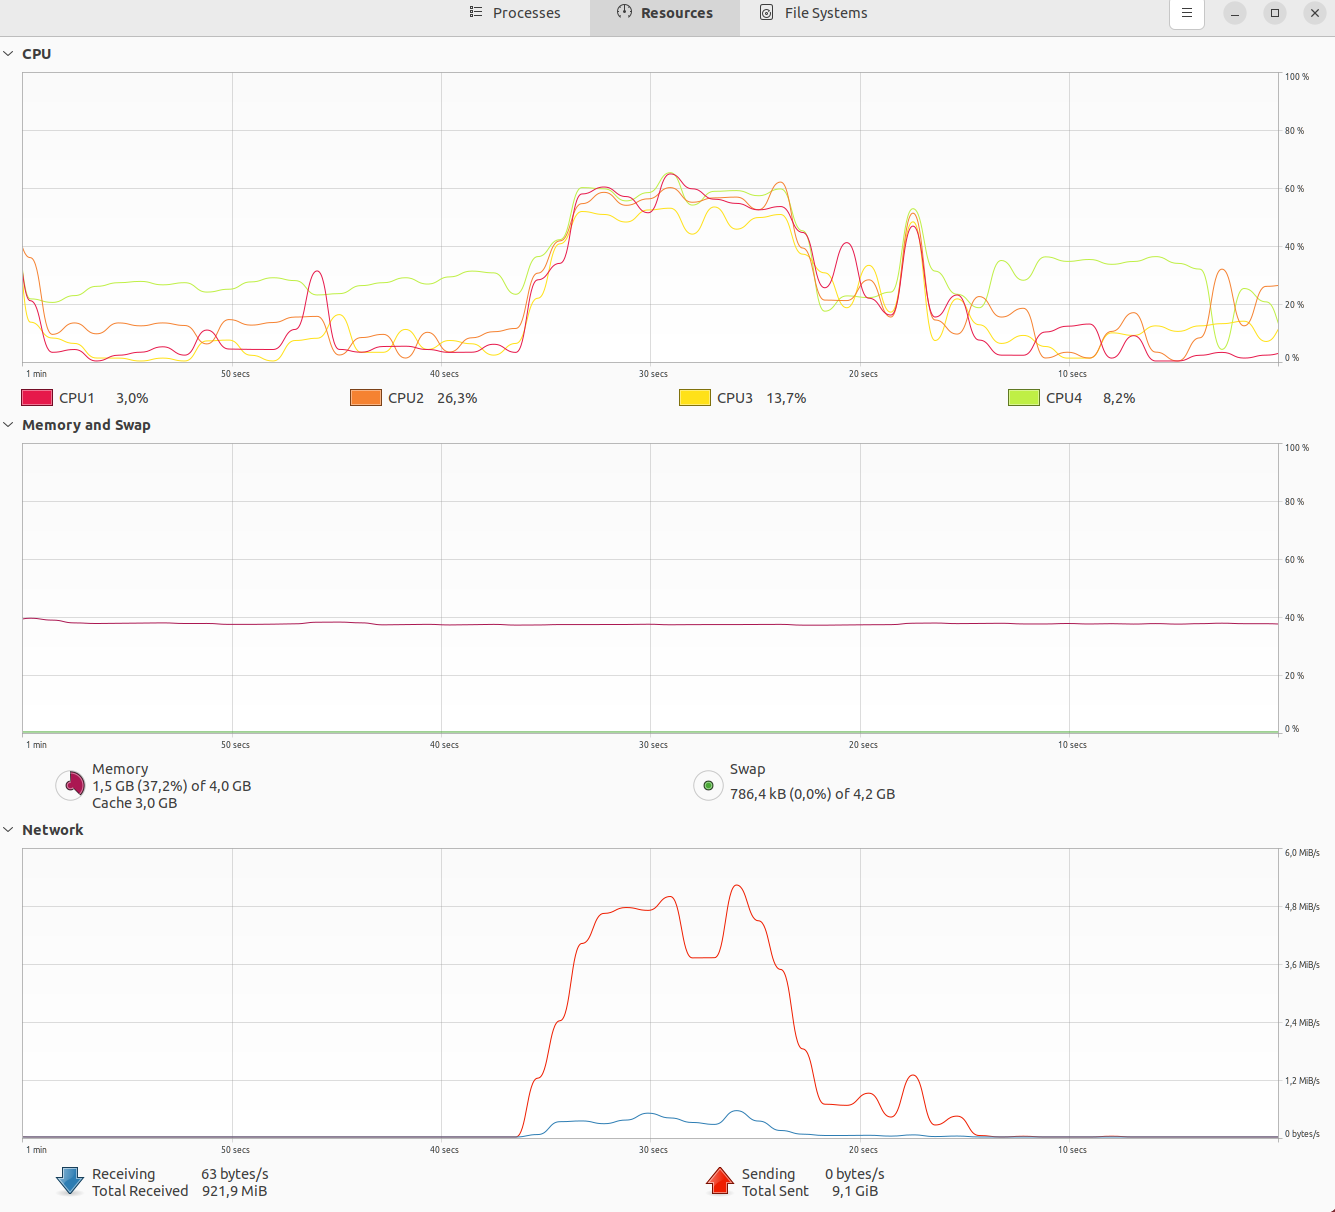 Processes Resources File Systems
CPU
100 %
80 %
60 %
40 %
20 %
0 %
1 min 50 secs 40 secs 30 secs 20 secs 10 secs
CPU1 3,0% CPU2 26,3% CPU3 13,7% CPU4 8,2%
Memory and Swap
100 %
80 %
60 %
40 %
20 %
0 %
1 min 50 secs 40 secs 30 secs 20 secs 10 secs
Memory
1,5 GB (37,2%) of 4,0 GB
Cache 3,0 GB
Swap
786,4 kB (0,0%) of 4,2 GB
Network
6,0 MiB/s
4,8 MiB/s
3,6 MiB/s
2,4 MiB/s
1,2 MiB/s
0 bytes/s
1 min 50 secs 40 secs 30 secs 20 secs 10 secs
Receiving 63 bytes/s
Total Received 921,9 MiB
Sending 0 bytes/s
Total Sent 9,1 GiB